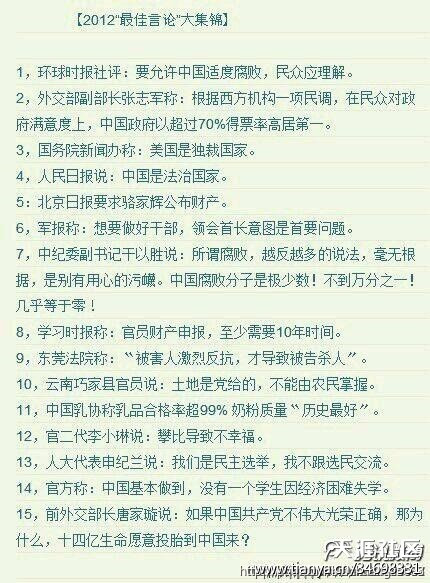 【2012“最佳言论”大集锦】
1，环球时报社评：要允许中国适度腐败，民众应理解。
2，外交部副部长张志军称：根据西方机构一项民调，在民众对政
府满意度上，中国政府以超过70%得票率高居第一。
3，国务院新闻办称：美国是独裁国家。
4，人民日报说：中国是法治国家。
5：北京日报要求骆家辉公布财产。
6，军报称：想要做好干部，领会首长意图是首要问题。
7，中纪委副书记干以胜说：所谓腐败，越反越多的说法，毫无根
据，是别有用心的污蠛。中国腐败分子是极少数！不到万分之一！
几乎等于零！
8，学习时报称：官员财产申报，至少需要10年时间。
9，东莞法院称：“被害人激烈反抗，才导致被告杀人”。
10，云南巧家县官员说：土地是党给的，不能由农民掌握。
11，中国乳协称乳品合格率超99% 奶粉质量“历史最好”。
12，官二代李小琳说：攀比导致不幸福。
13，人大代表申纪兰说：我们是民主选举，我不跟选民交流。
14，官方称：中国基本做到，没有一个学生因经济困难失学。
15，前外交部长唐家璇说：如果中国共产党不伟大光荣正确，那为
什么，十四亿生命愿意投胎到中国来？
www.tianya.cn/34693331